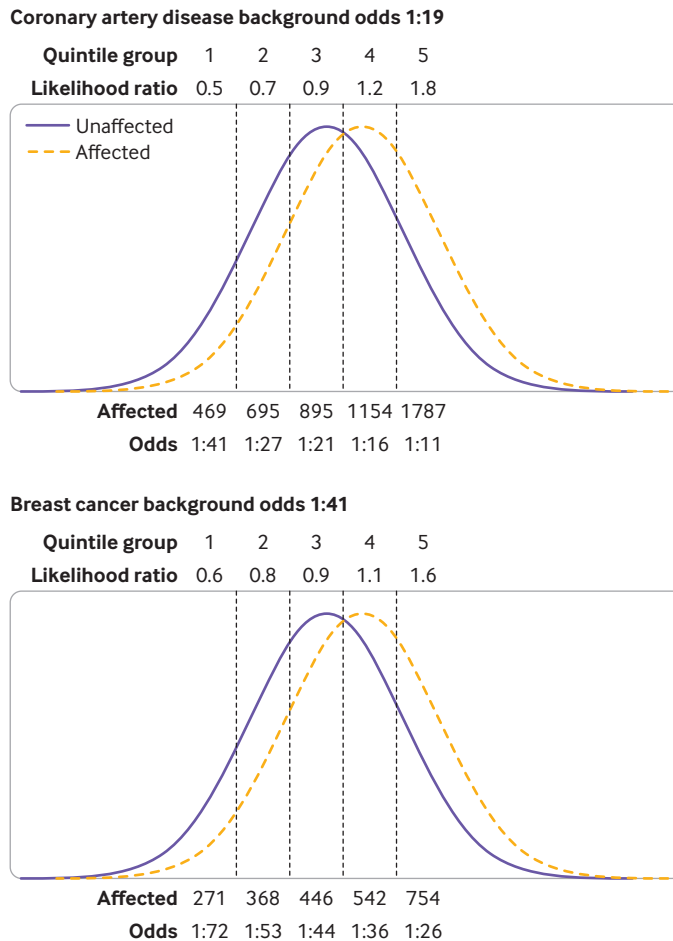 Coronary artery disease background odds 1:19
Quintile group 1 2 3 4 5
Likelihood ratio 0.5 0.7 0.9 1.2 1.8
Unaffected
Affected
Affected 469 695 895 1154 1787
Odds 1:41 1:27 1:21 1:16 1:11
Breast cancer background odds 1:41
Quintile group 1 2 3 4 5
Likelihood ratio 0.6 0.8 0.9 1.1 1.6
Affected 271 368 446 542 754
Odds 1:72 1:53 1:44 1:36 1:26